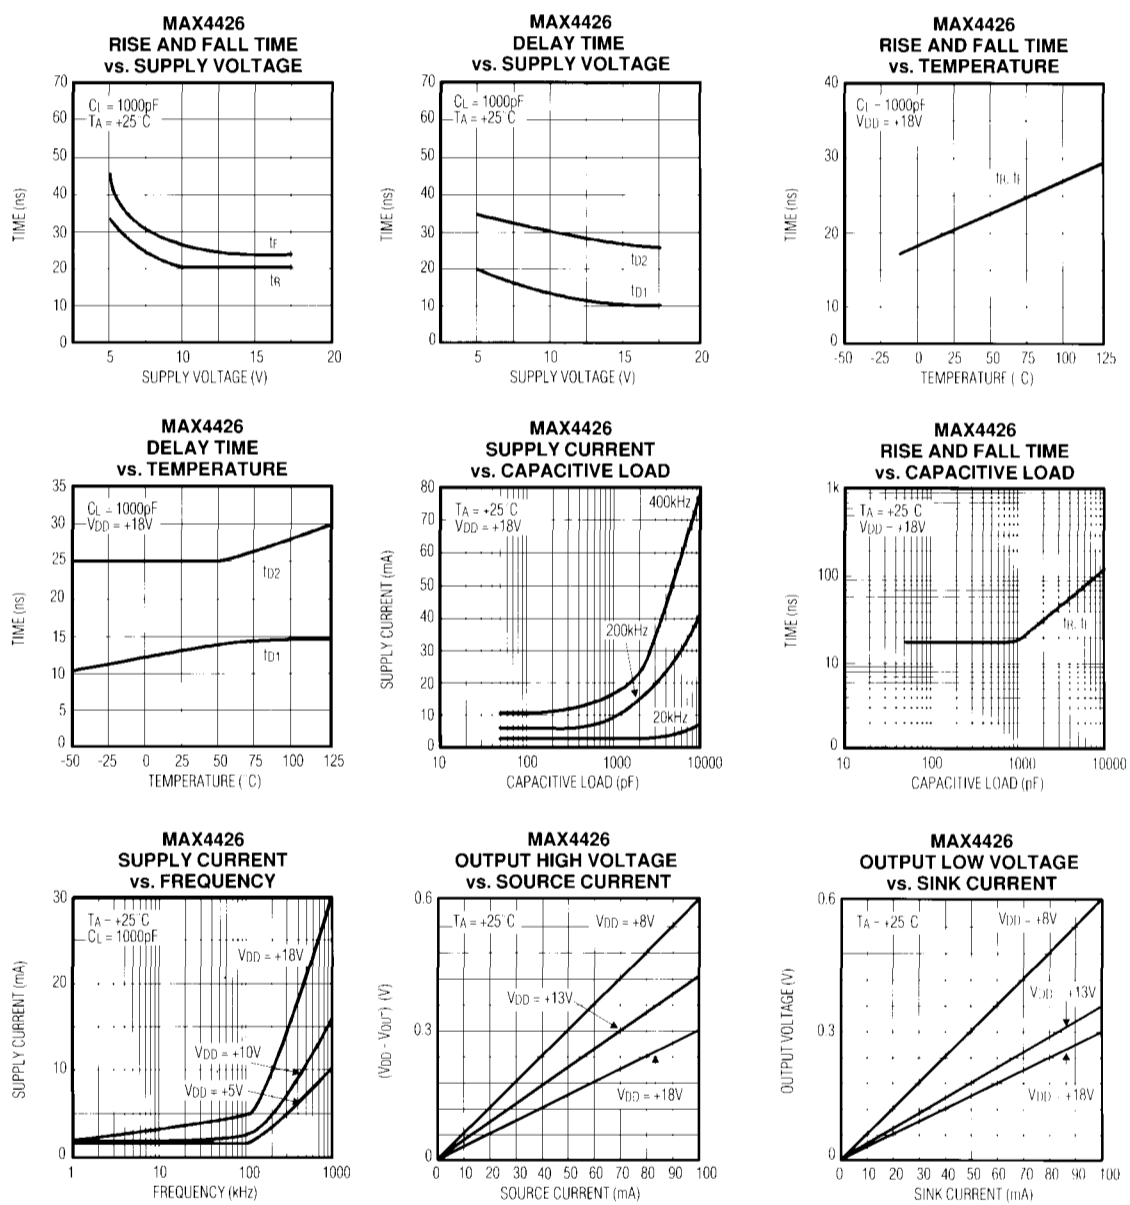 MAX4426
RISE AND FALL TIME
vs. SUPPLY VOLTAGE
70
60
50
40
30
20
10
0
TIME (ns)
CL = 1000pF
TA = +25°C
tF
tR
5
10
15
20
SUPPLY VOLTAGE (V)
MAX4426
DELAY TIME
vs. SUPPLY VOLTAGE
70
60
50
40
30
20
10
0
TIME (ns)
CL = 1000pF
TA = +25°C
tD2
tD1
5
10
15
20
SUPPLY VOLTAGE (V)
MAX4426
RISE AND FALL TIME
vs. TEMPERATURE
40
30
20
10
0
TIME (ns)
CL = 1000pF
VDD = +18V
tR, tF
-50
-25
0
25
50
75
100
125
TEMPERATURE (°C)
MAX4426
DELAY TIME
vs. TEMPERATURE
35
30
25
20
15
10
5
0
TIME (ns)
CL = 1000pF
VDD = +18V
tD2
tD1
-50
-25
0
25
50
75
100
125
TEMPERATURE (°C)
MAX4426
SUPPLY CURRENT
vs. CAPACITIVE LOAD
80
70
60
50
40
30
20
10
0
SUPPLY CURRENT (mA)
TA = +25°C
VDD = +18V
400kHz
200kHz
20kHz
10
100
1000
10000
CAPACITIVE LOAD (pF)
MAX4426
RISE AND FALL TIME
vs. CAPACITIVE LOAD
1k
100
10
0
TIME (ns)
TA = +25°C
VDD = +18V
tR, tF
10
100
1000
10000
CAPACITIVE LOAD (pF)
MAX4426
SUPPLY CURRENT
vs. FREQUENCY
30
20
10
0
SUPPLY CURRENT (mA)
TA = +25°C
CL = 1000pF
VDD = +18V
VDD = +10V
VDD = +5V
1
10
100
1000
FREQUENCY (kHz)
MAX4426
OUTPUT HIGH VOLTAGE
vs. SOURCE CURRENT
0.6
0.3
0
(VDD - VOUT) (V)
TA = +25°C
VDD = +8V
VDD = +13V
VDD = +18V
0
10
20
30
40
50
60
70
80
90
100
SOURCE CURRENT (mA)
MAX4426
OUTPUT LOW VOLTAGE
vs. SINK CURRENT
0.6
0.3
0
OUTPUT VOLTAGE (V)
TA = +25°C
VDD = +8V
VDD = +13V
VDD = +18V
0
10
20
30
40
50
60
70
80
90
100
SINK CURRENT (mA)